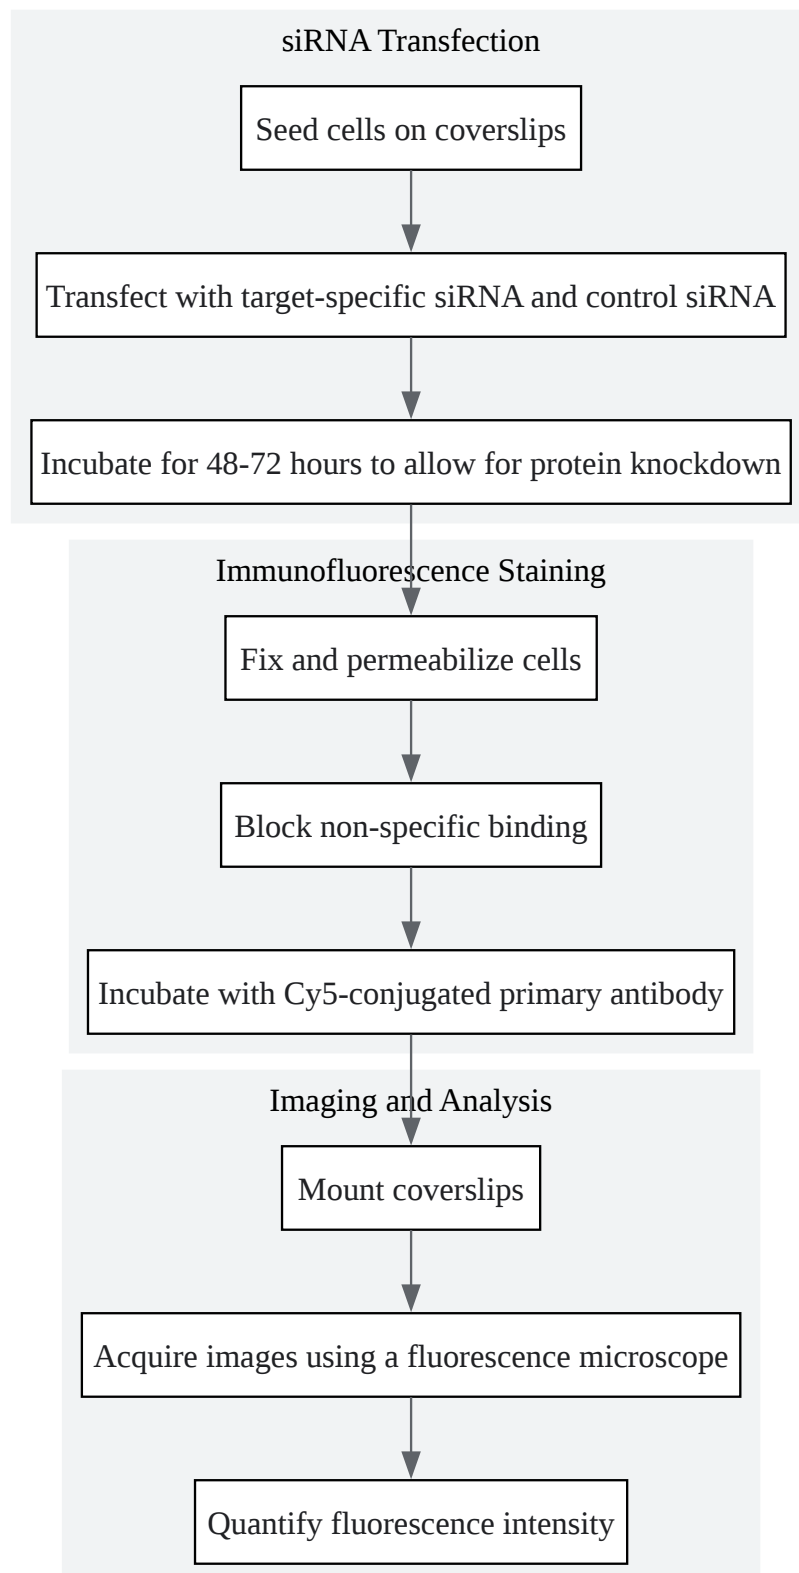 siRNA Transfection
Seed cells on coverslips
Transfect with target-specific siRNA and control siRNA
Incubate for 48-72 hours to allow for protein knockdown
Immunofluorescence Staining
Fix and permeabilize cells
Block non-specific binding
Incubate with Cy5-conjugated primary antibody
Imaging and Analysis
Mount coverslips
Acquire images using a fluorescence microscope
Quantify fluorescence intensity